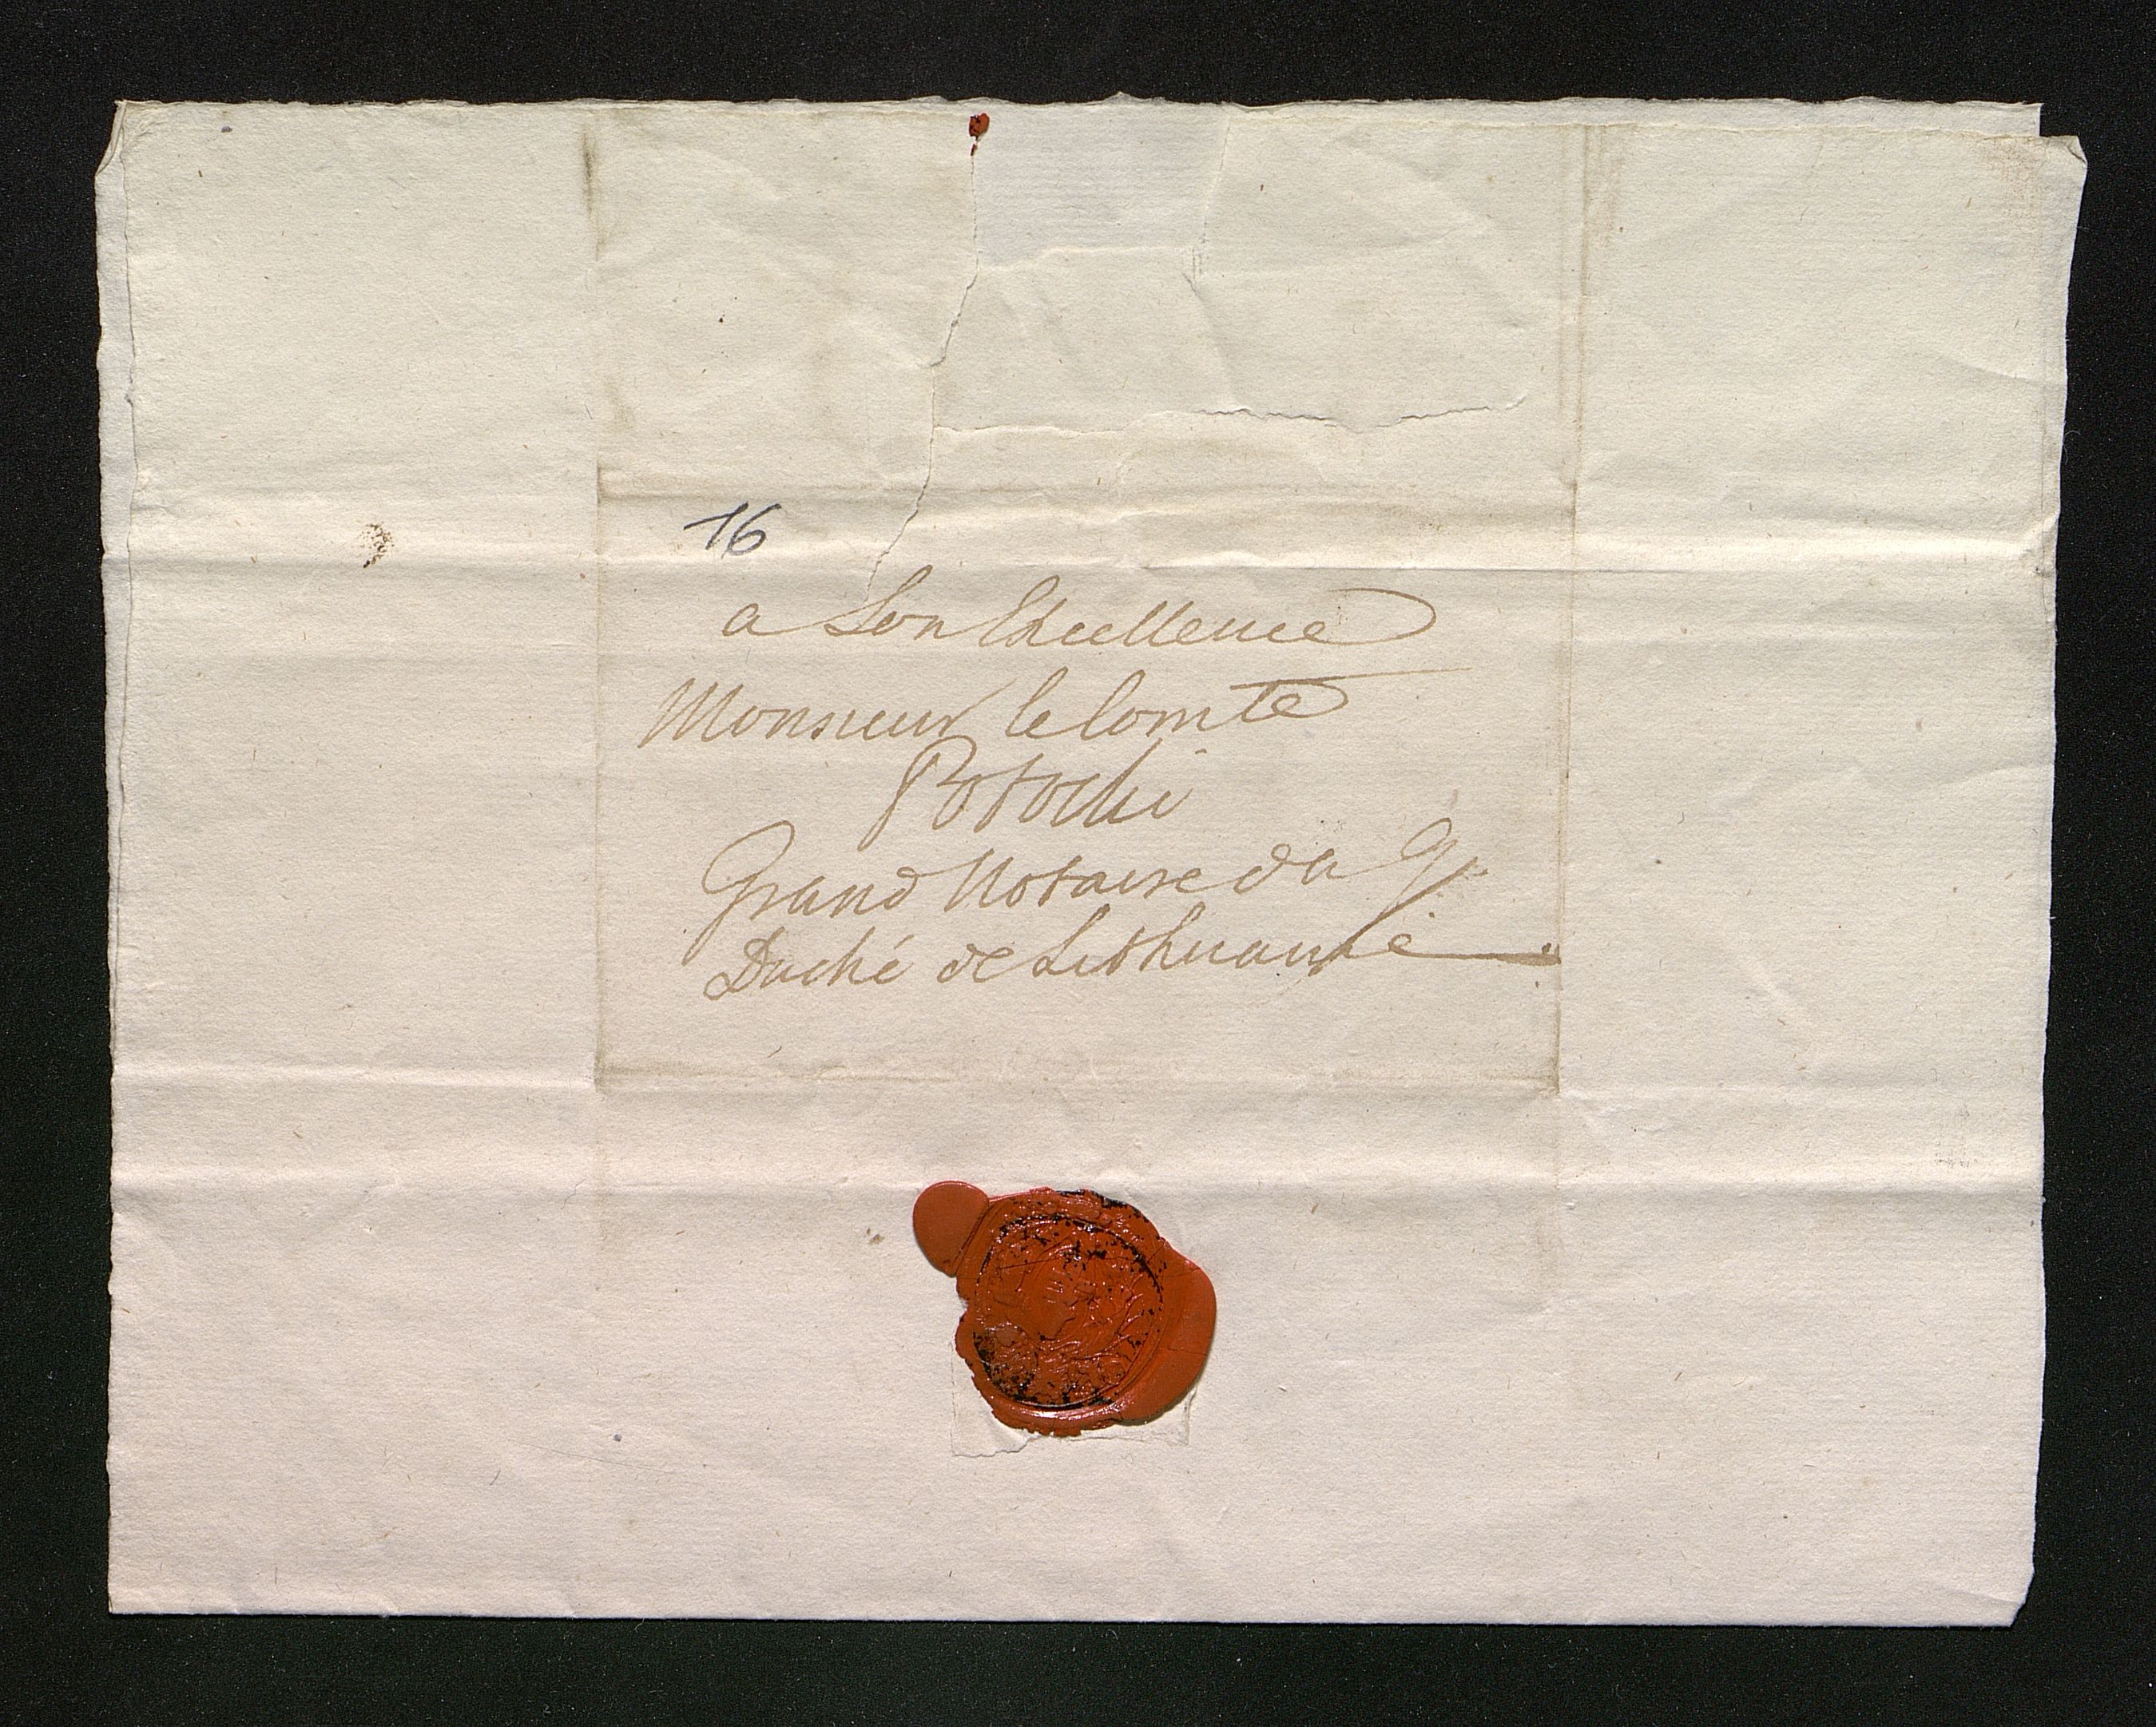 16
a Son Excellence
Monsieur le Comte
Potocki
Grand Notaire du G:
Duché de Lithuanie